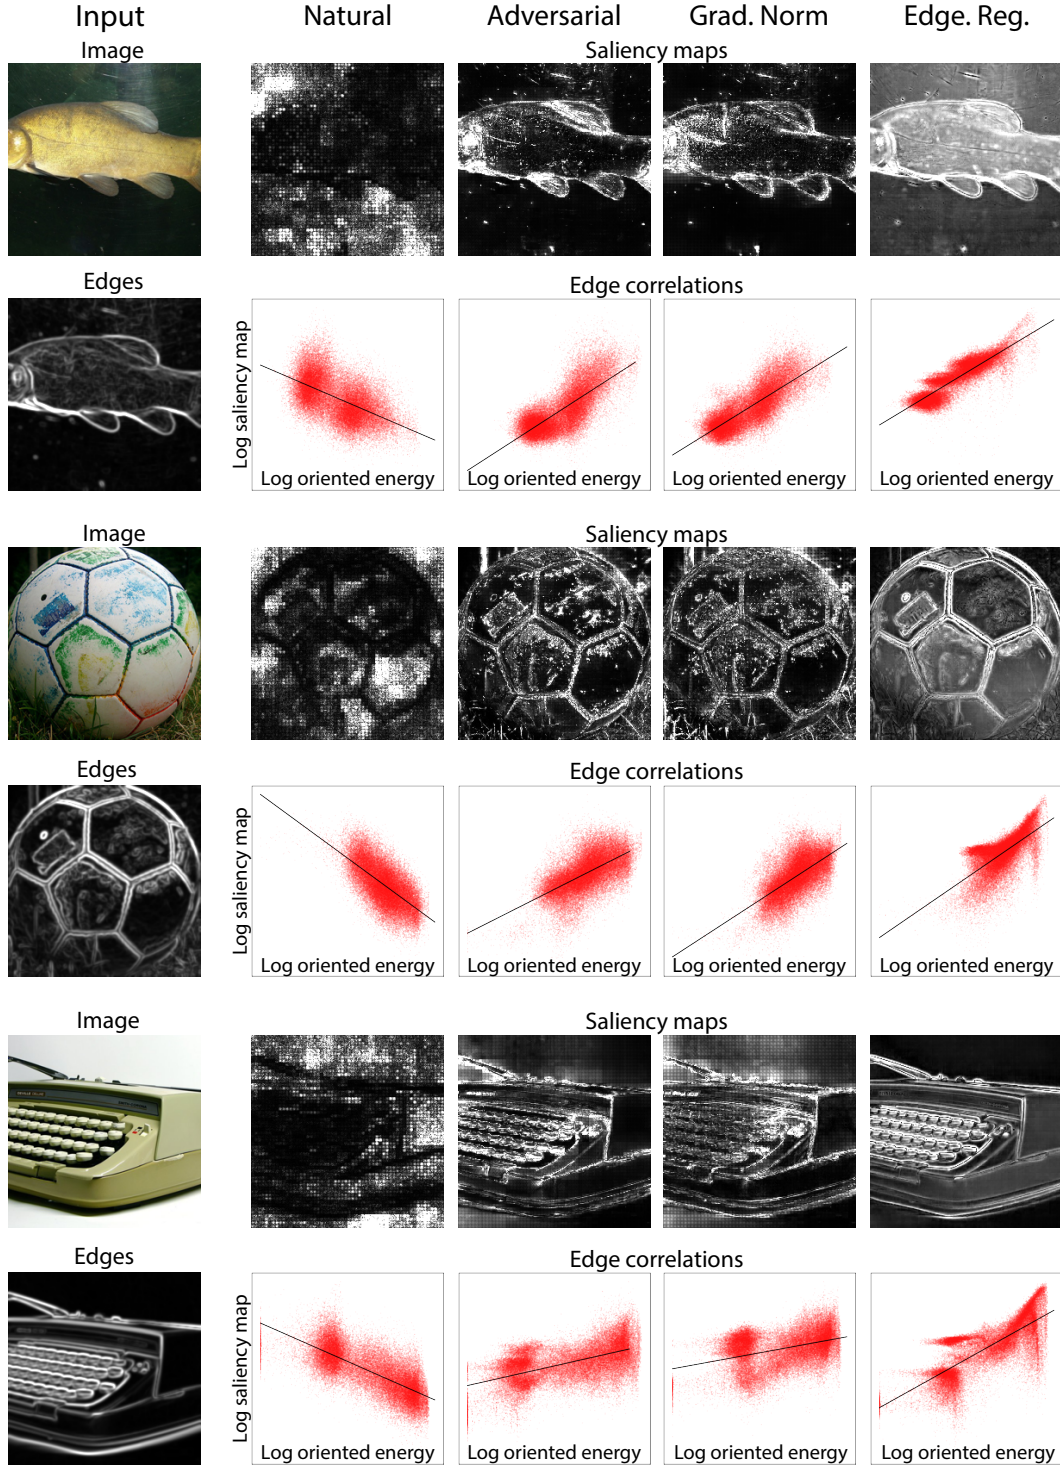 Input Natural Adversarial Grad. Norm Edge. Reg.
Image Saliency maps
Edges Edge correlations
Log saliency map
Log oriented energy Log oriented energy Log oriented energy Log oriented energy
Image Saliency maps
Edges Edge correlations
Log saliency map
Log oriented energy Log oriented energy Log oriented energy Log oriented energy
Image Saliency maps
Edges Edge correlations
Log saliency map
Log oriented energy Log oriented energy Log oriented energy Log oriented energy